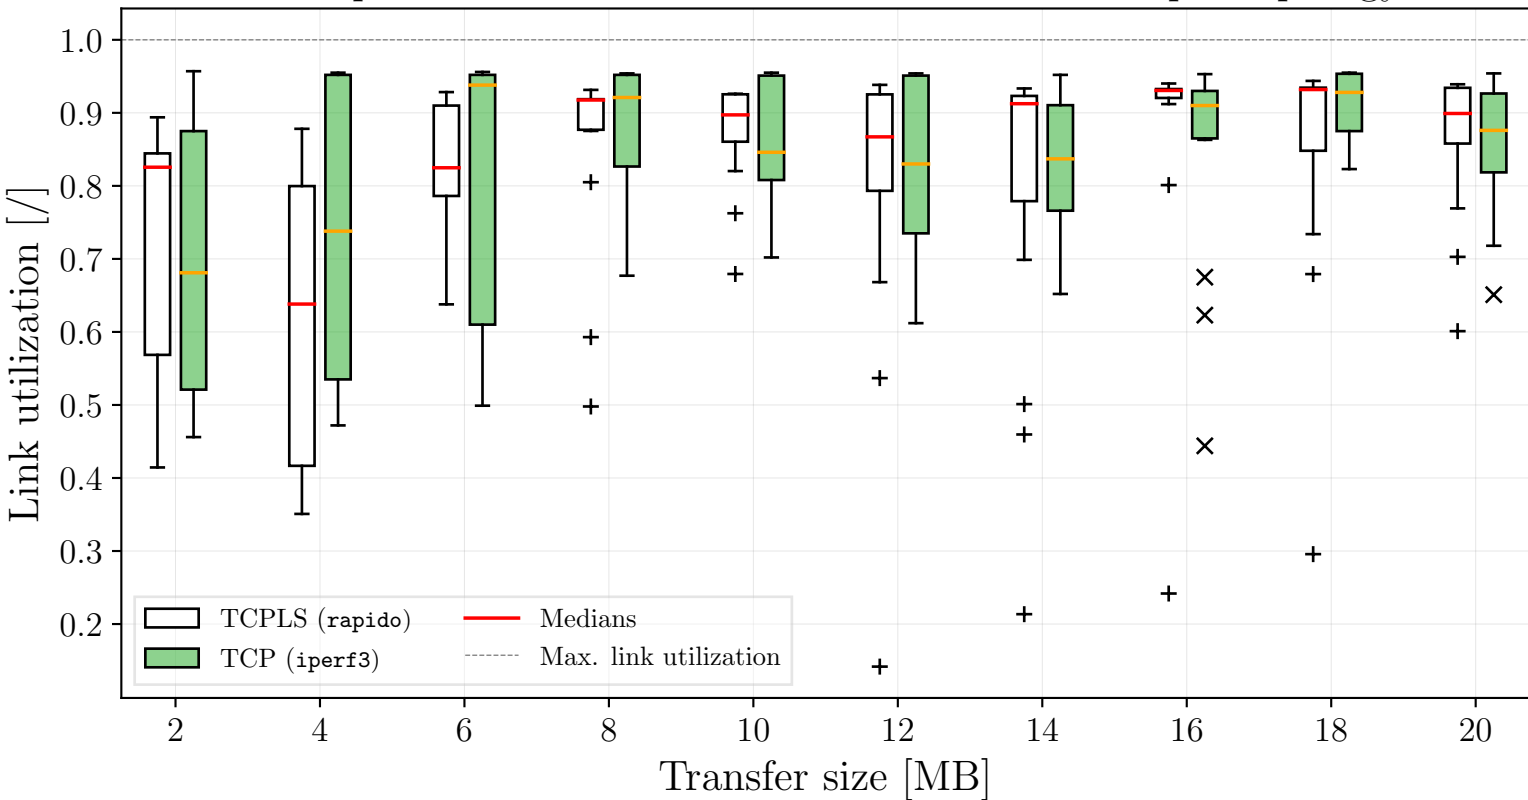 1.0
0.9
0.8
0.7
0.6
0.5
0.4
0.3
0.2
Link utilization [/]
TCPLS (rapido)
TCP (iperf3)
Medians
Max. link utilization
2 4 6 8 10 12 14 16 18 20
Transfer size [MB]